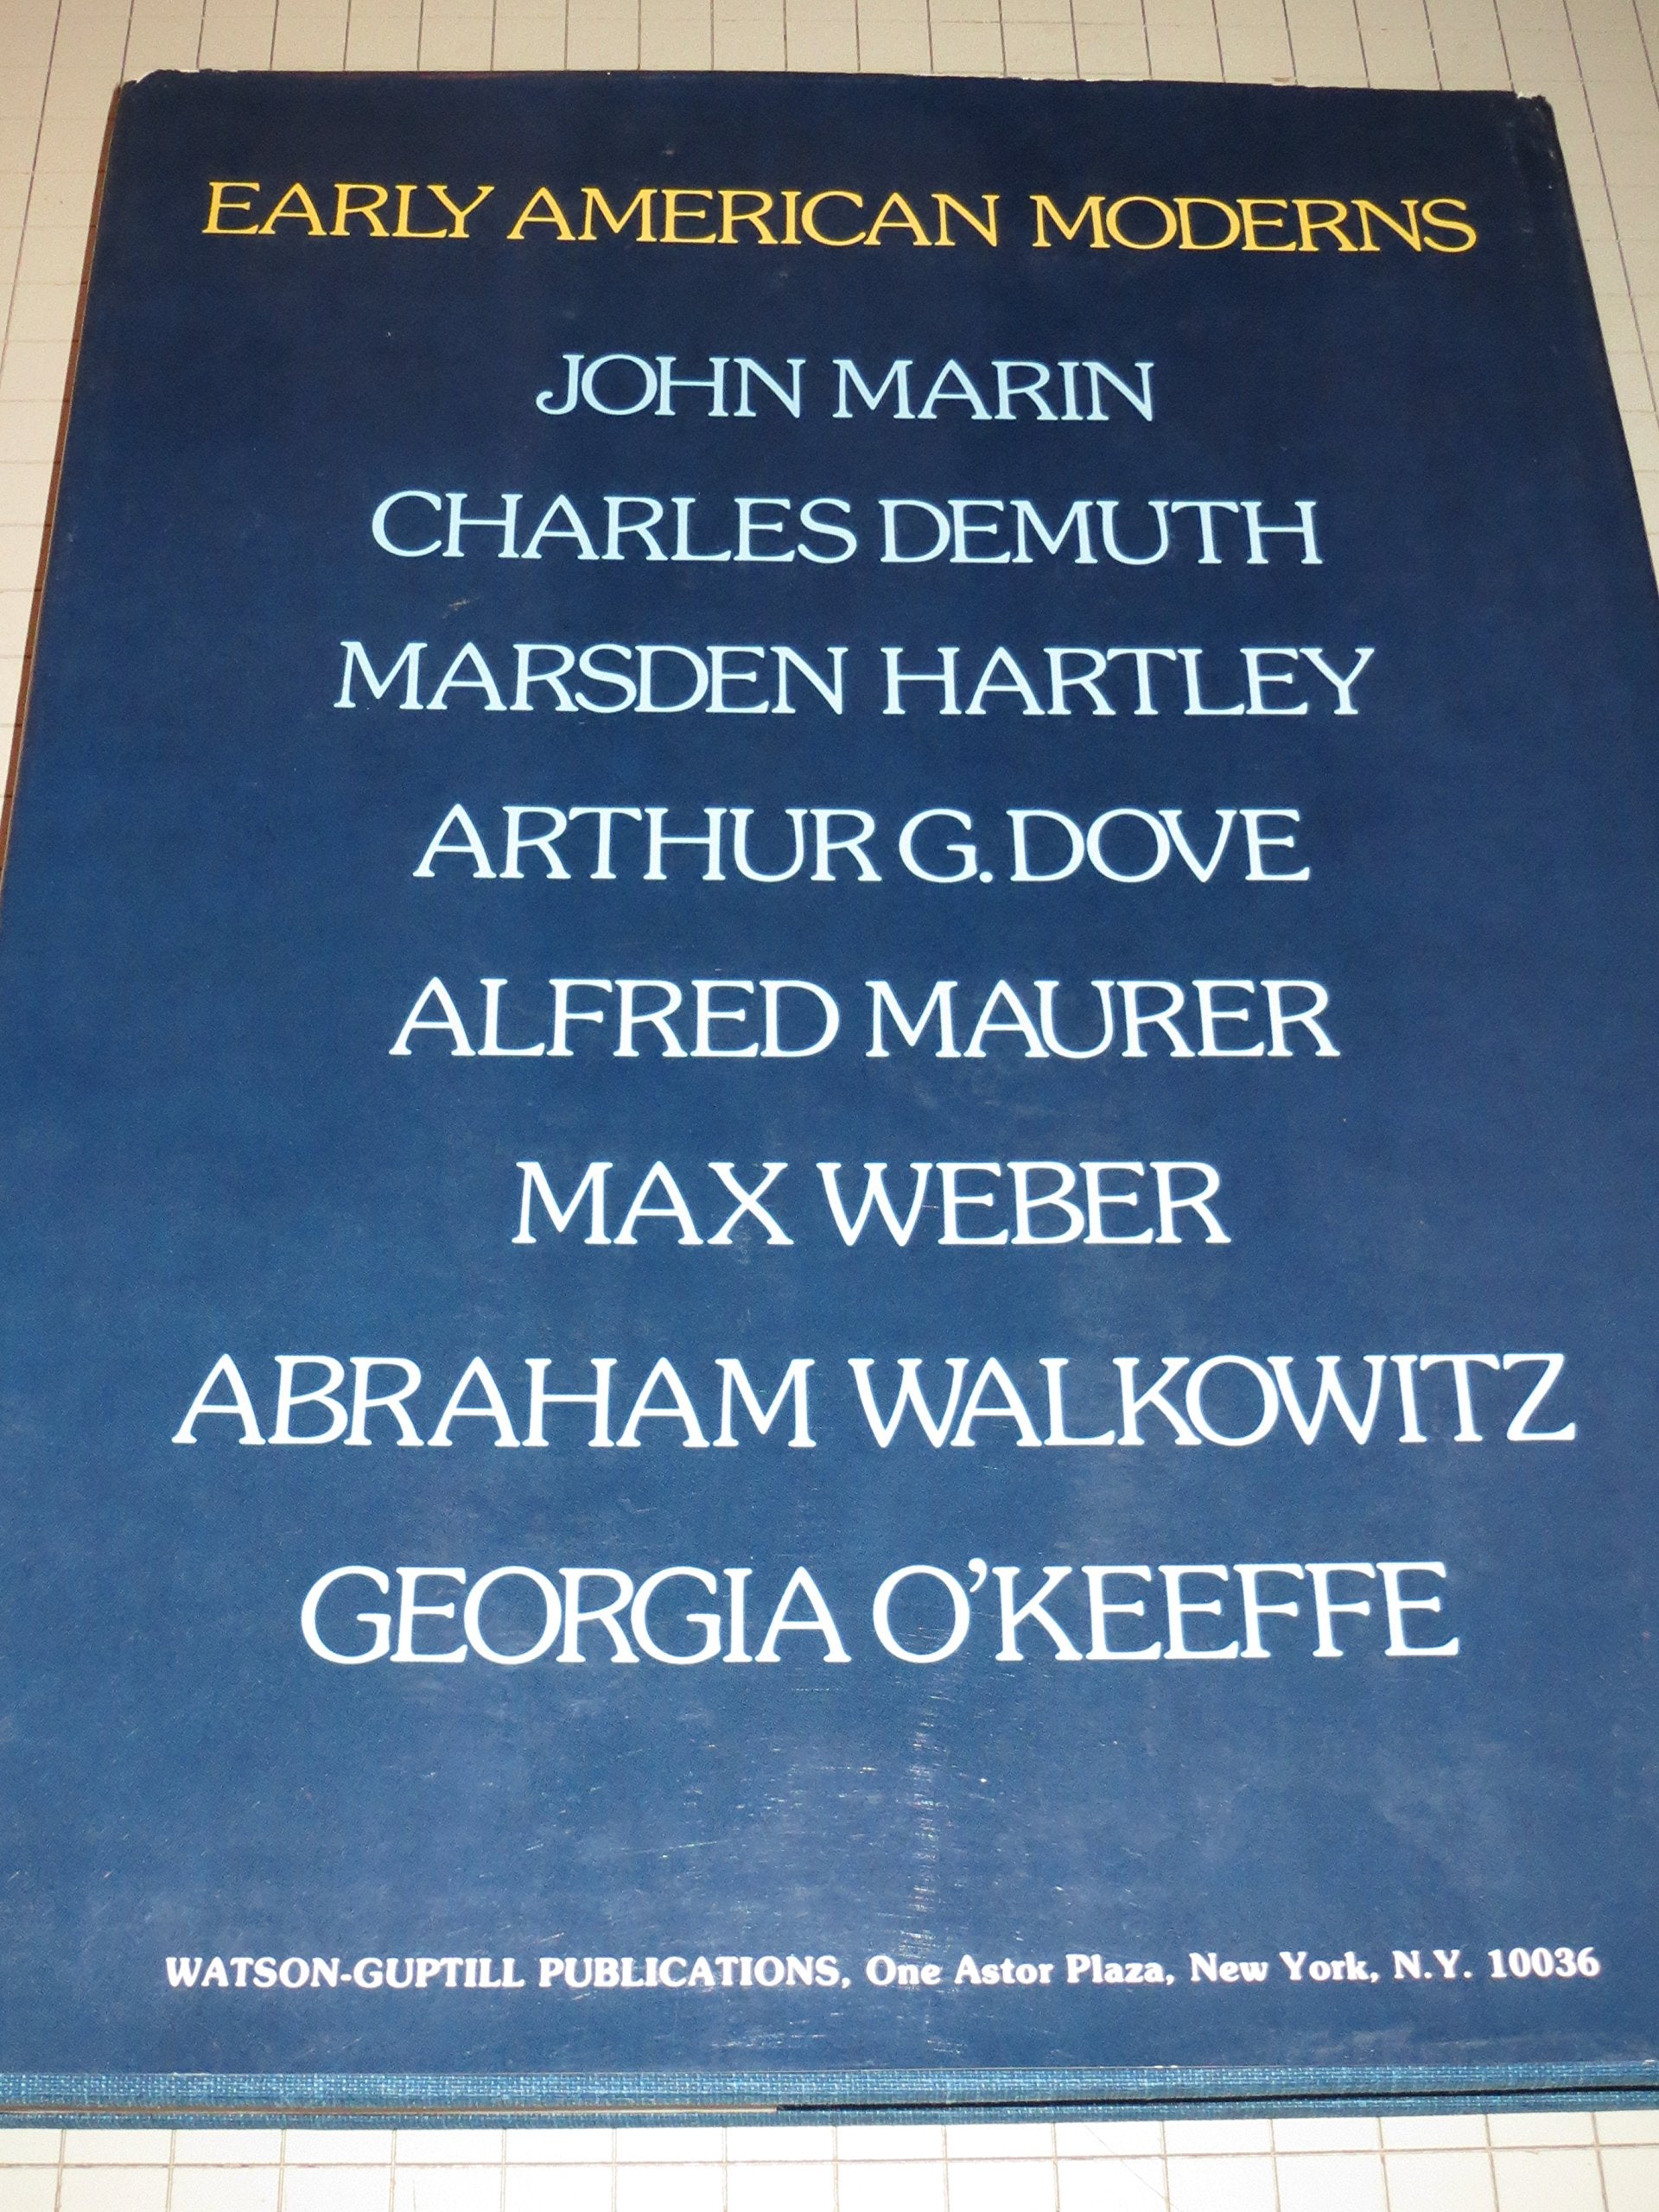 EARLY AMERICAN MODERNS
JOHN MARIN
CHARLES DEMUTH
MARSDEN HARTLEY
ARTHUR G. DOVE
ALFRED MAURER
MAX WEBER
ABRAHAM WALKOWITZ
GEORGIA O'KEEFFE
WATSON-GUPTILL PUBLICATIONS, One Astor Plaza, New York, N.Y. 10036